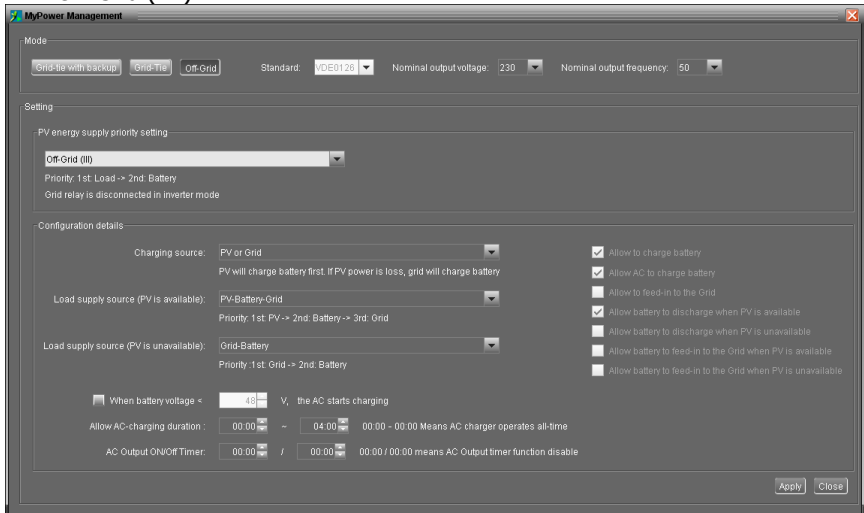 MyPower Management
Mode
Grid-tie with backup Grid-Tie Off-Grid Standard: VDE0126 Nominal output voltage: 230 Nominal output frequency: 50
Setting
PV energy supply priority setting
Off-Grid (III)
Priority: 1st: Load -> 2nd: Battery
Grid relay is disconnected in inverter mode
Configuration details
Charging source: PV or Grid
PV will charge battery first. If PV power is loss, grid will charge battery
Load supply source (PV is available): PV-Battery-Grid
Priority: 1st: PV -> 2nd: Battery -> 3rd: Grid
Load supply source (PV is unavailable): Grid-Battery
Priority :1st: Grid -> 2nd: Battery
Allow to charge battery
Allow AC to charge battery
Allow to feed-in to the Grid
Allow battery to discharge when PV is available
Allow battery to discharge when PV is unavailable
Allow battery to feed-in to the Grid when PV is available
Allow battery to feed-in to the Grid when PV is unavailable
When battery voltage < 48 V, the AC starts charging
Allow AC-charging duration : 00:00 – 04:00 00:00 – 00:00 Means AC charger operates all-time
AC Output ON/Off Timer: 00:00 / 00:00 00:00 / 00:00 means AC Output timer function disable
Apply Close